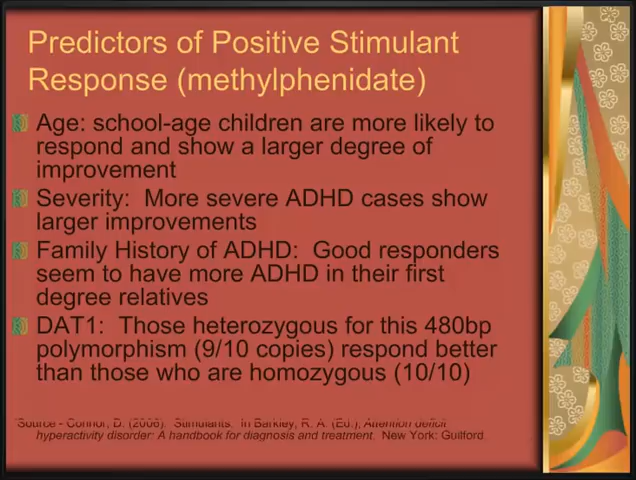 Predictors of Positive Stimulant
Response (methylphenidate)
Age: school-age children are more likely to
respond and show a larger degree of
improvement
Severity: More severe ADHD cases show
larger improvements
Family History of ADHD: Good responders
seem to have more ADHD in their first
degree relatives
DAT1: Those heterozygous for this 480bp
polymorphism (9/10 copies) respond better
than those who are homozygous (10/10)
*Source - Connor, D. (2006). Stimulants. In Barkley, R. A. (Ed.), Attention deficit
hyperactivity disorder: A handbook for diagnosis and treatment. New York: Guilford